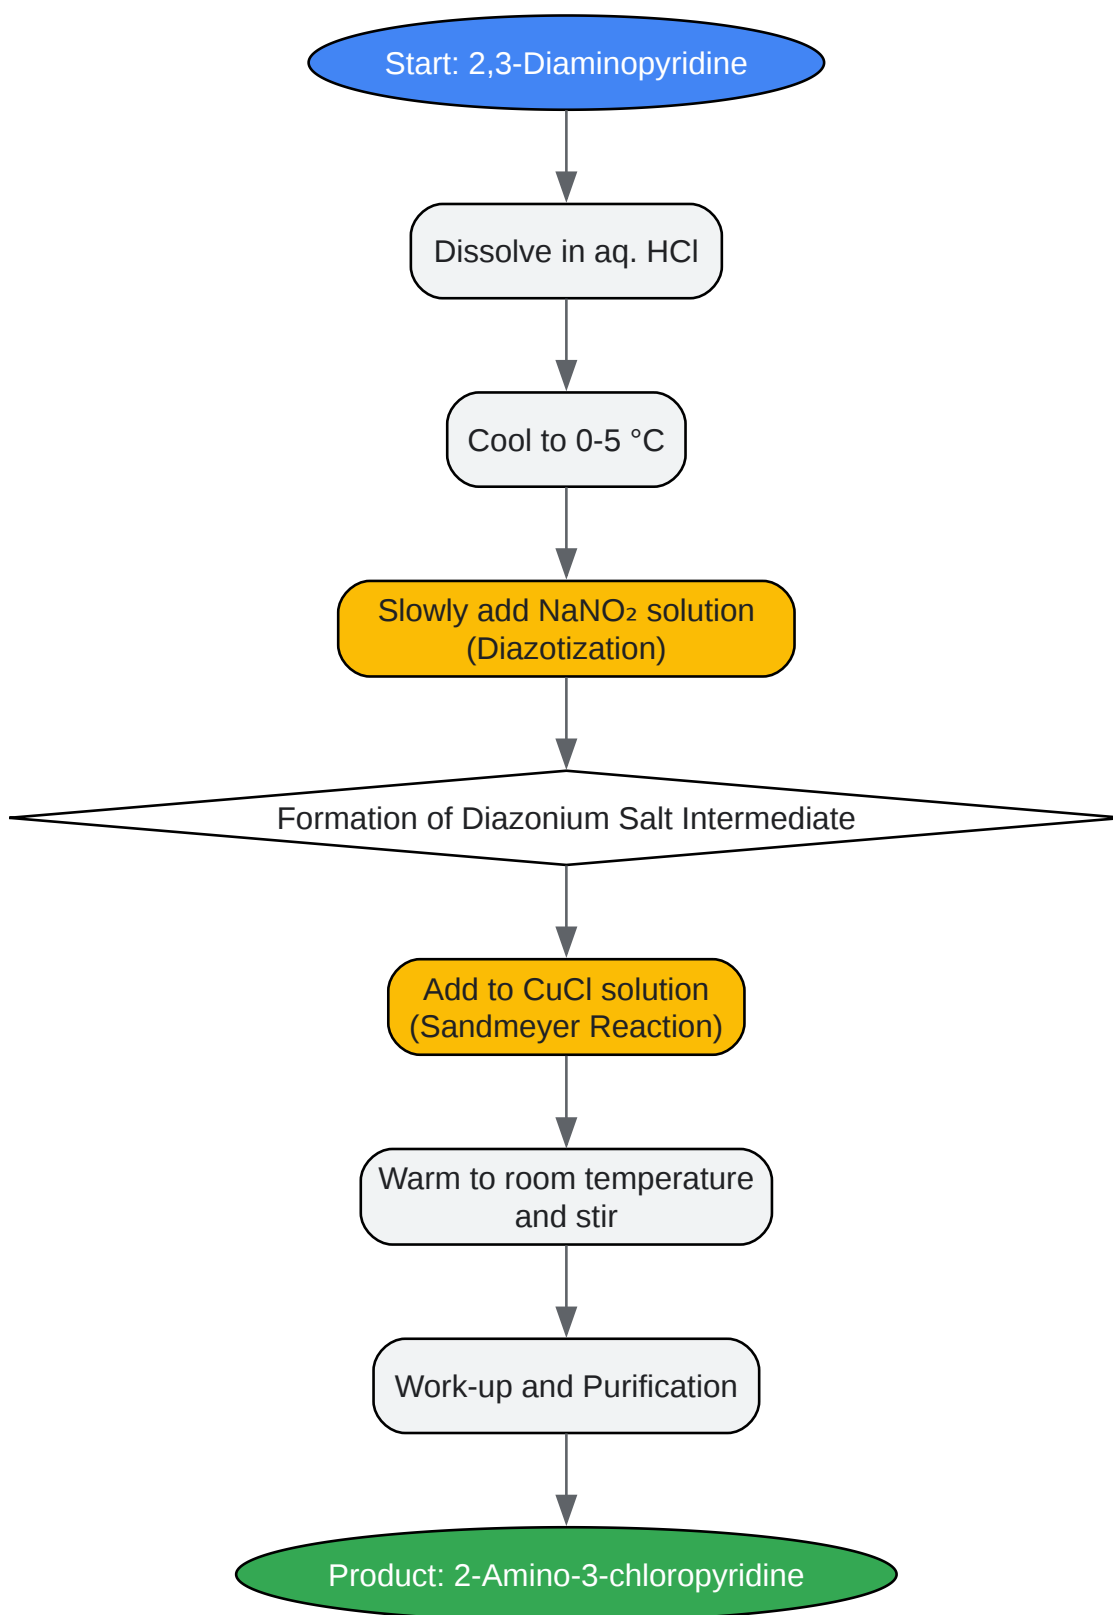 Start: 2,3-Diaminopyridine
Dissolve in aq. HCl
Cool to 0-5 °C
Slowly add NaNO₂ solution
(Diazotization)
Formation of Diazonium Salt Intermediate
Add to CuCl solution
(Sandmeyer Reaction)
Warm to room temperature
and stir
Work-up and Purification
Product: 2-Amino-3-chloropyridine